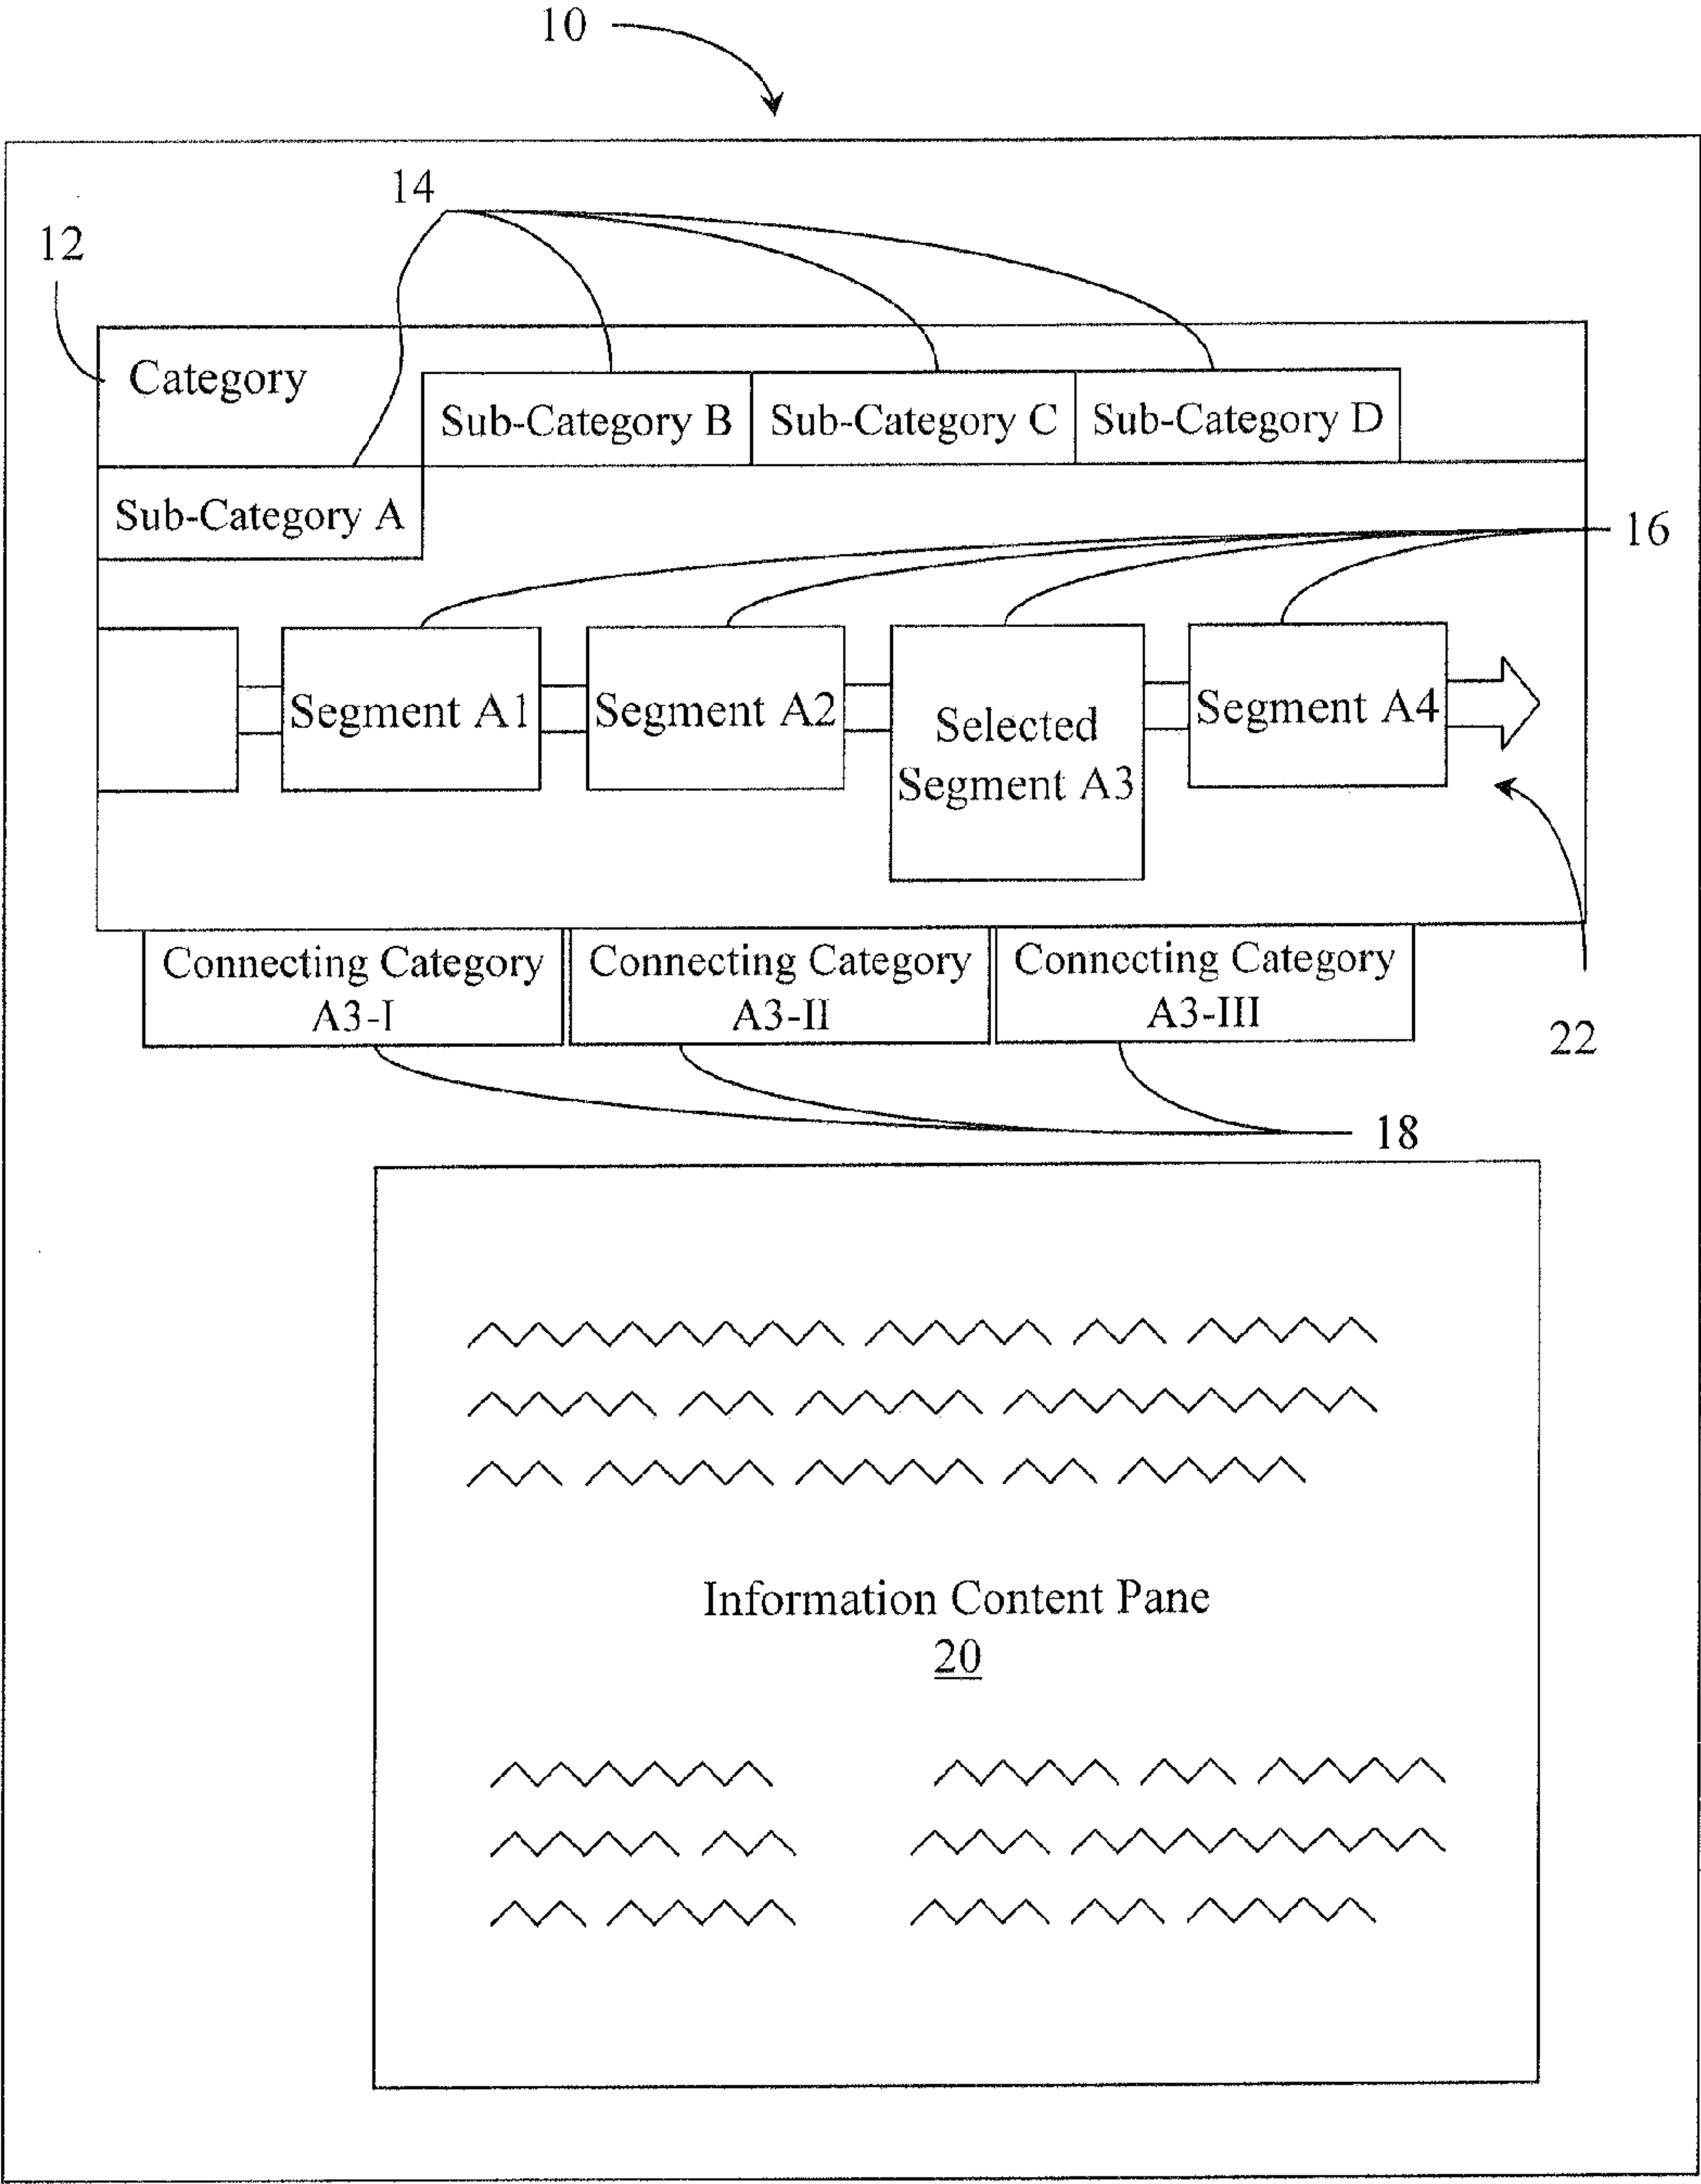 10
14
12
Category
Sub-Category B
Sub-Category C
Sub-Category D
Sub-Category A
16
Segment A1
Segment A2
Selected
Segment A3
Segment A4
Connecting Category
A3-I
Connecting Category
A3-II
Connecting Category
A3-III
22
18
Information Content Pane
20